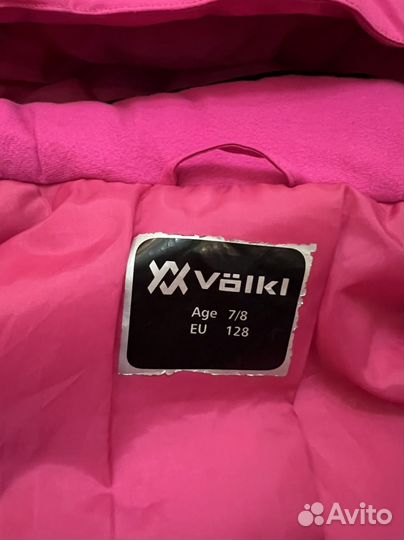 Völkl
Age 7/8
EU 128
Avito